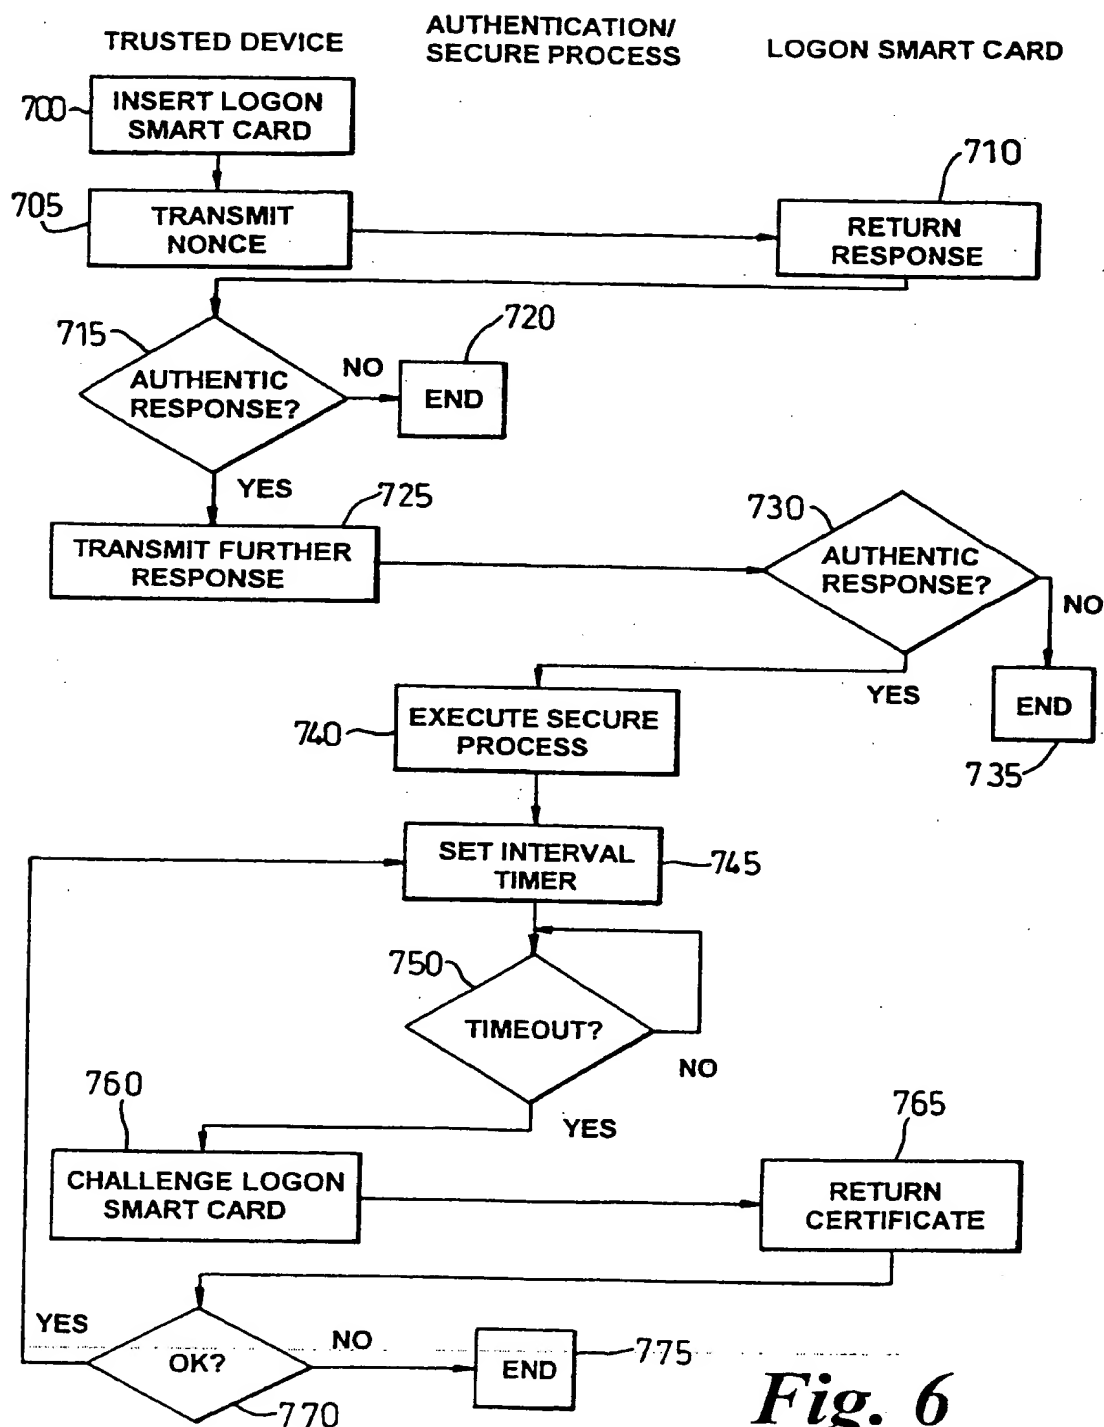 TRUSTED DEVICE
AUTHENTICATION/
SECURE PROCESS
LOGON SMART CARD
700
INSERT LOGON
SMART CARD
705
TRANSMIT
NONCE
710
RETURN
RESPONSE
715
AUTHENTIC
RESPONSE?
NO
720
END
YES
725
TRANSMIT FURTHER
RESPONSE
730
AUTHENTIC
RESPONSE?
NO
YES
END
735
740
EXECUTE SECURE
PROCESS
SET INTERVAL
TIMER
745
750
TIMEOUT?
NO
YES
760
CHALLENGE LOGON
SMART CARD
765
RETURN
CERTIFICATE
YES
OK?
NO
770
END
775
Fig. 6